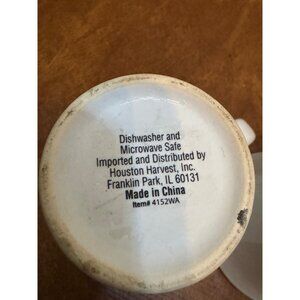 Dishwasher and
Microwave Safe
Imported and Distributed by
Houston Harvest, Inc.
Franklin Park, IL 60131
Made in China
Item# 4152WA